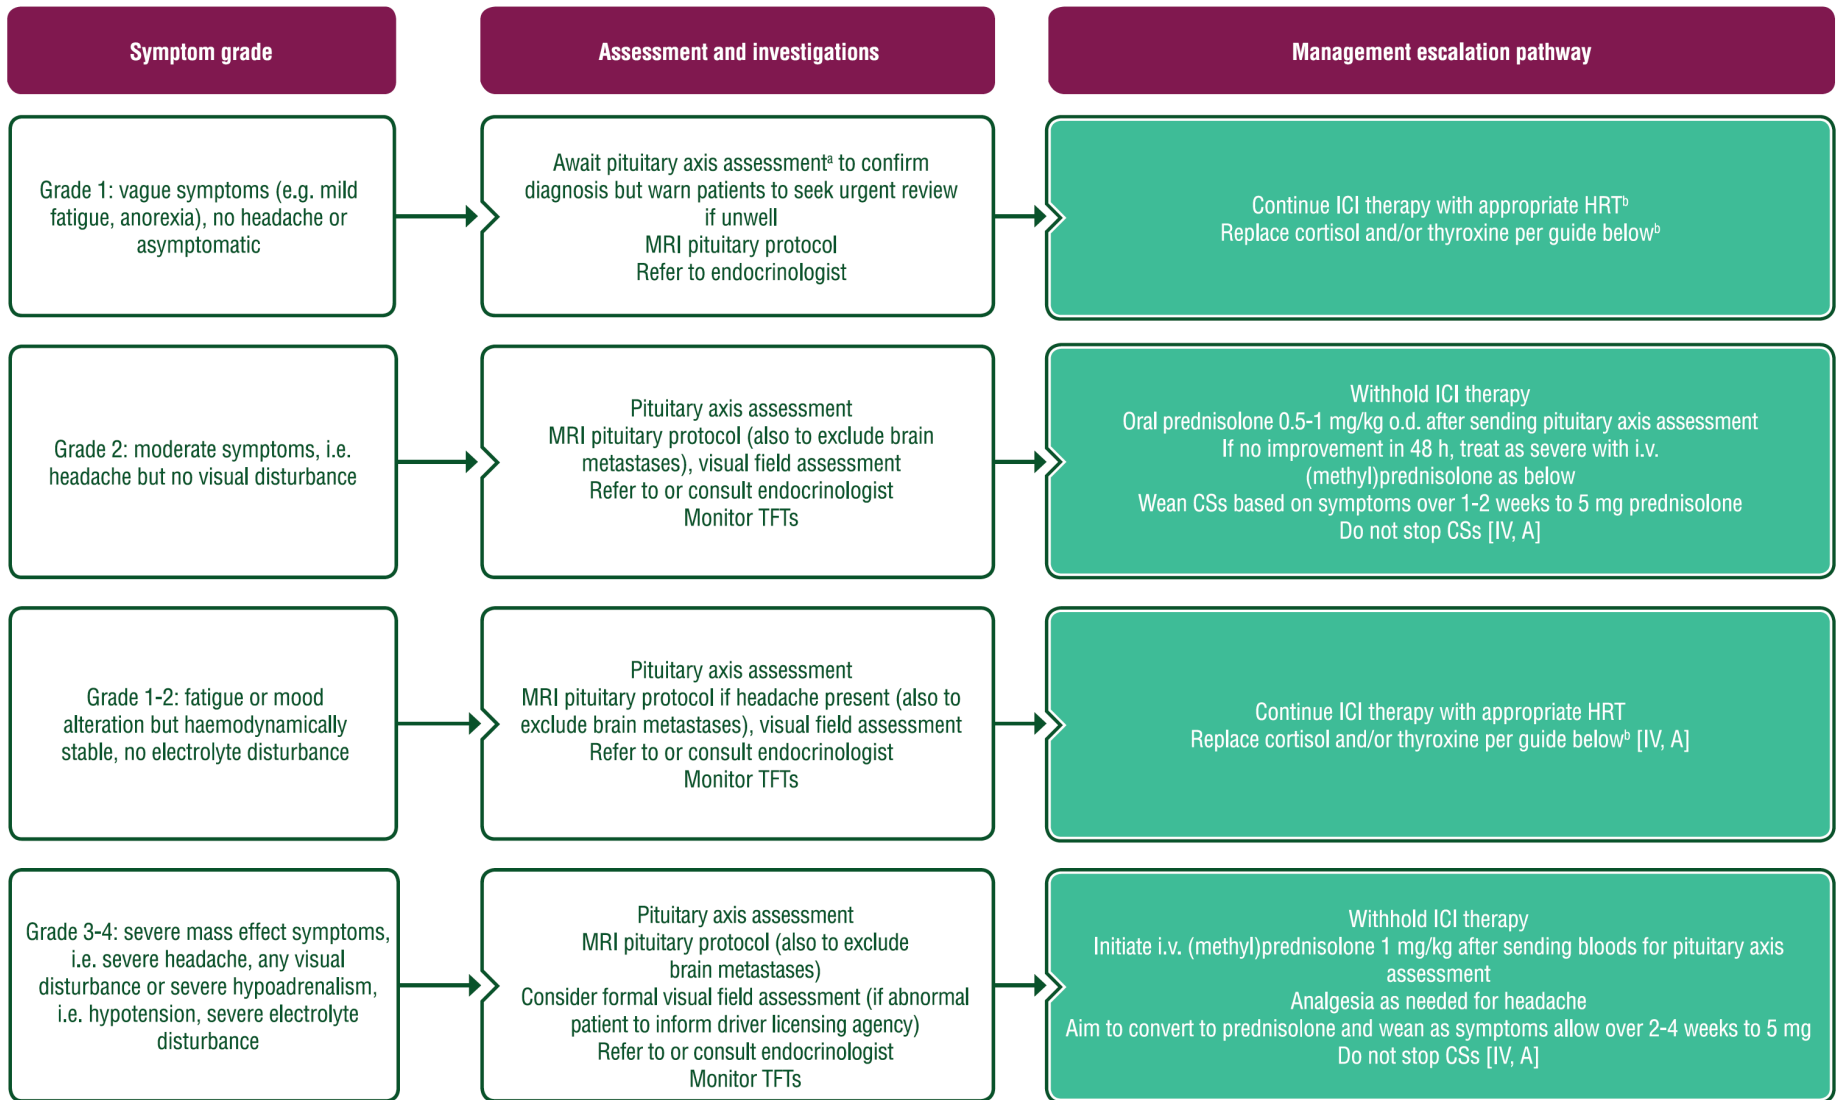 Symptom grade
Assessment and investigations
Management escalation pathway
Grade 1: vague symptoms (e.g. mild
fatigue, anorexia), no headache or
asymptomatic
Await pituitary axis assessmentᵃ to confirm
diagnosis but warn patients to seek urgent review
if unwell
MRI pituitary protocol
Refer to endocrinologist
Continue ICI therapy with appropriate HRTᵇ
Replace cortisol and/or thyroxine per guide belowᵇ
Grade 2: moderate symptoms, i.e.
headache but no visual disturbance
Pituitary axis assessment
MRI pituitary protocol (also to exclude brain
metastases), visual field assessment
Refer to or consult endocrinologist
Monitor TFTs
Withhold ICI therapy
Oral prednisolone 0.5-1 mg/kg o.d. after sending pituitary axis assessment
If no improvement in 48 h, treat as severe with i.v.
(methyl)prednisolone as below
Wean CSs based on symptoms over 1-2 weeks to 5 mg prednisolone
Do not stop CSs [IV, A]
Grade 1-2: fatigue or mood
alteration but haemodynamically
stable, no electrolyte disturbance
Pituitary axis assessment
MRI pituitary protocol if headache present (also to
exclude brain metastases), visual field assessment
Refer to or consult endocrinologist
Monitor TFTs
Continue ICI therapy with appropriate HRT
Replace cortisol and/or thyroxine per guide belowᵇ [IV, A]
Grade 3-4: severe mass effect symptoms,
i.e. severe headache, any visual
disturbance or severe hypoadrenalism,
i.e. hypotension, severe electrolyte
disturbance
Pituitary axis assessment
MRI pituitary protocol (also to exclude
brain metastases)
Consider formal visual field assessment (if abnormal
patient to inform driver licensing agency)
Refer to or consult endocrinologist
Monitor TFTs
Withhold ICI therapy
Initiate i.v. (methyl)prednisolone 1 mg/kg after sending bloods for pituitary axis
assessment
Analgesia as needed for headache
Aim to convert to prednisolone and wean as symptoms allow over 2-4 weeks to 5 mg
Do not stop CSs [IV, A]